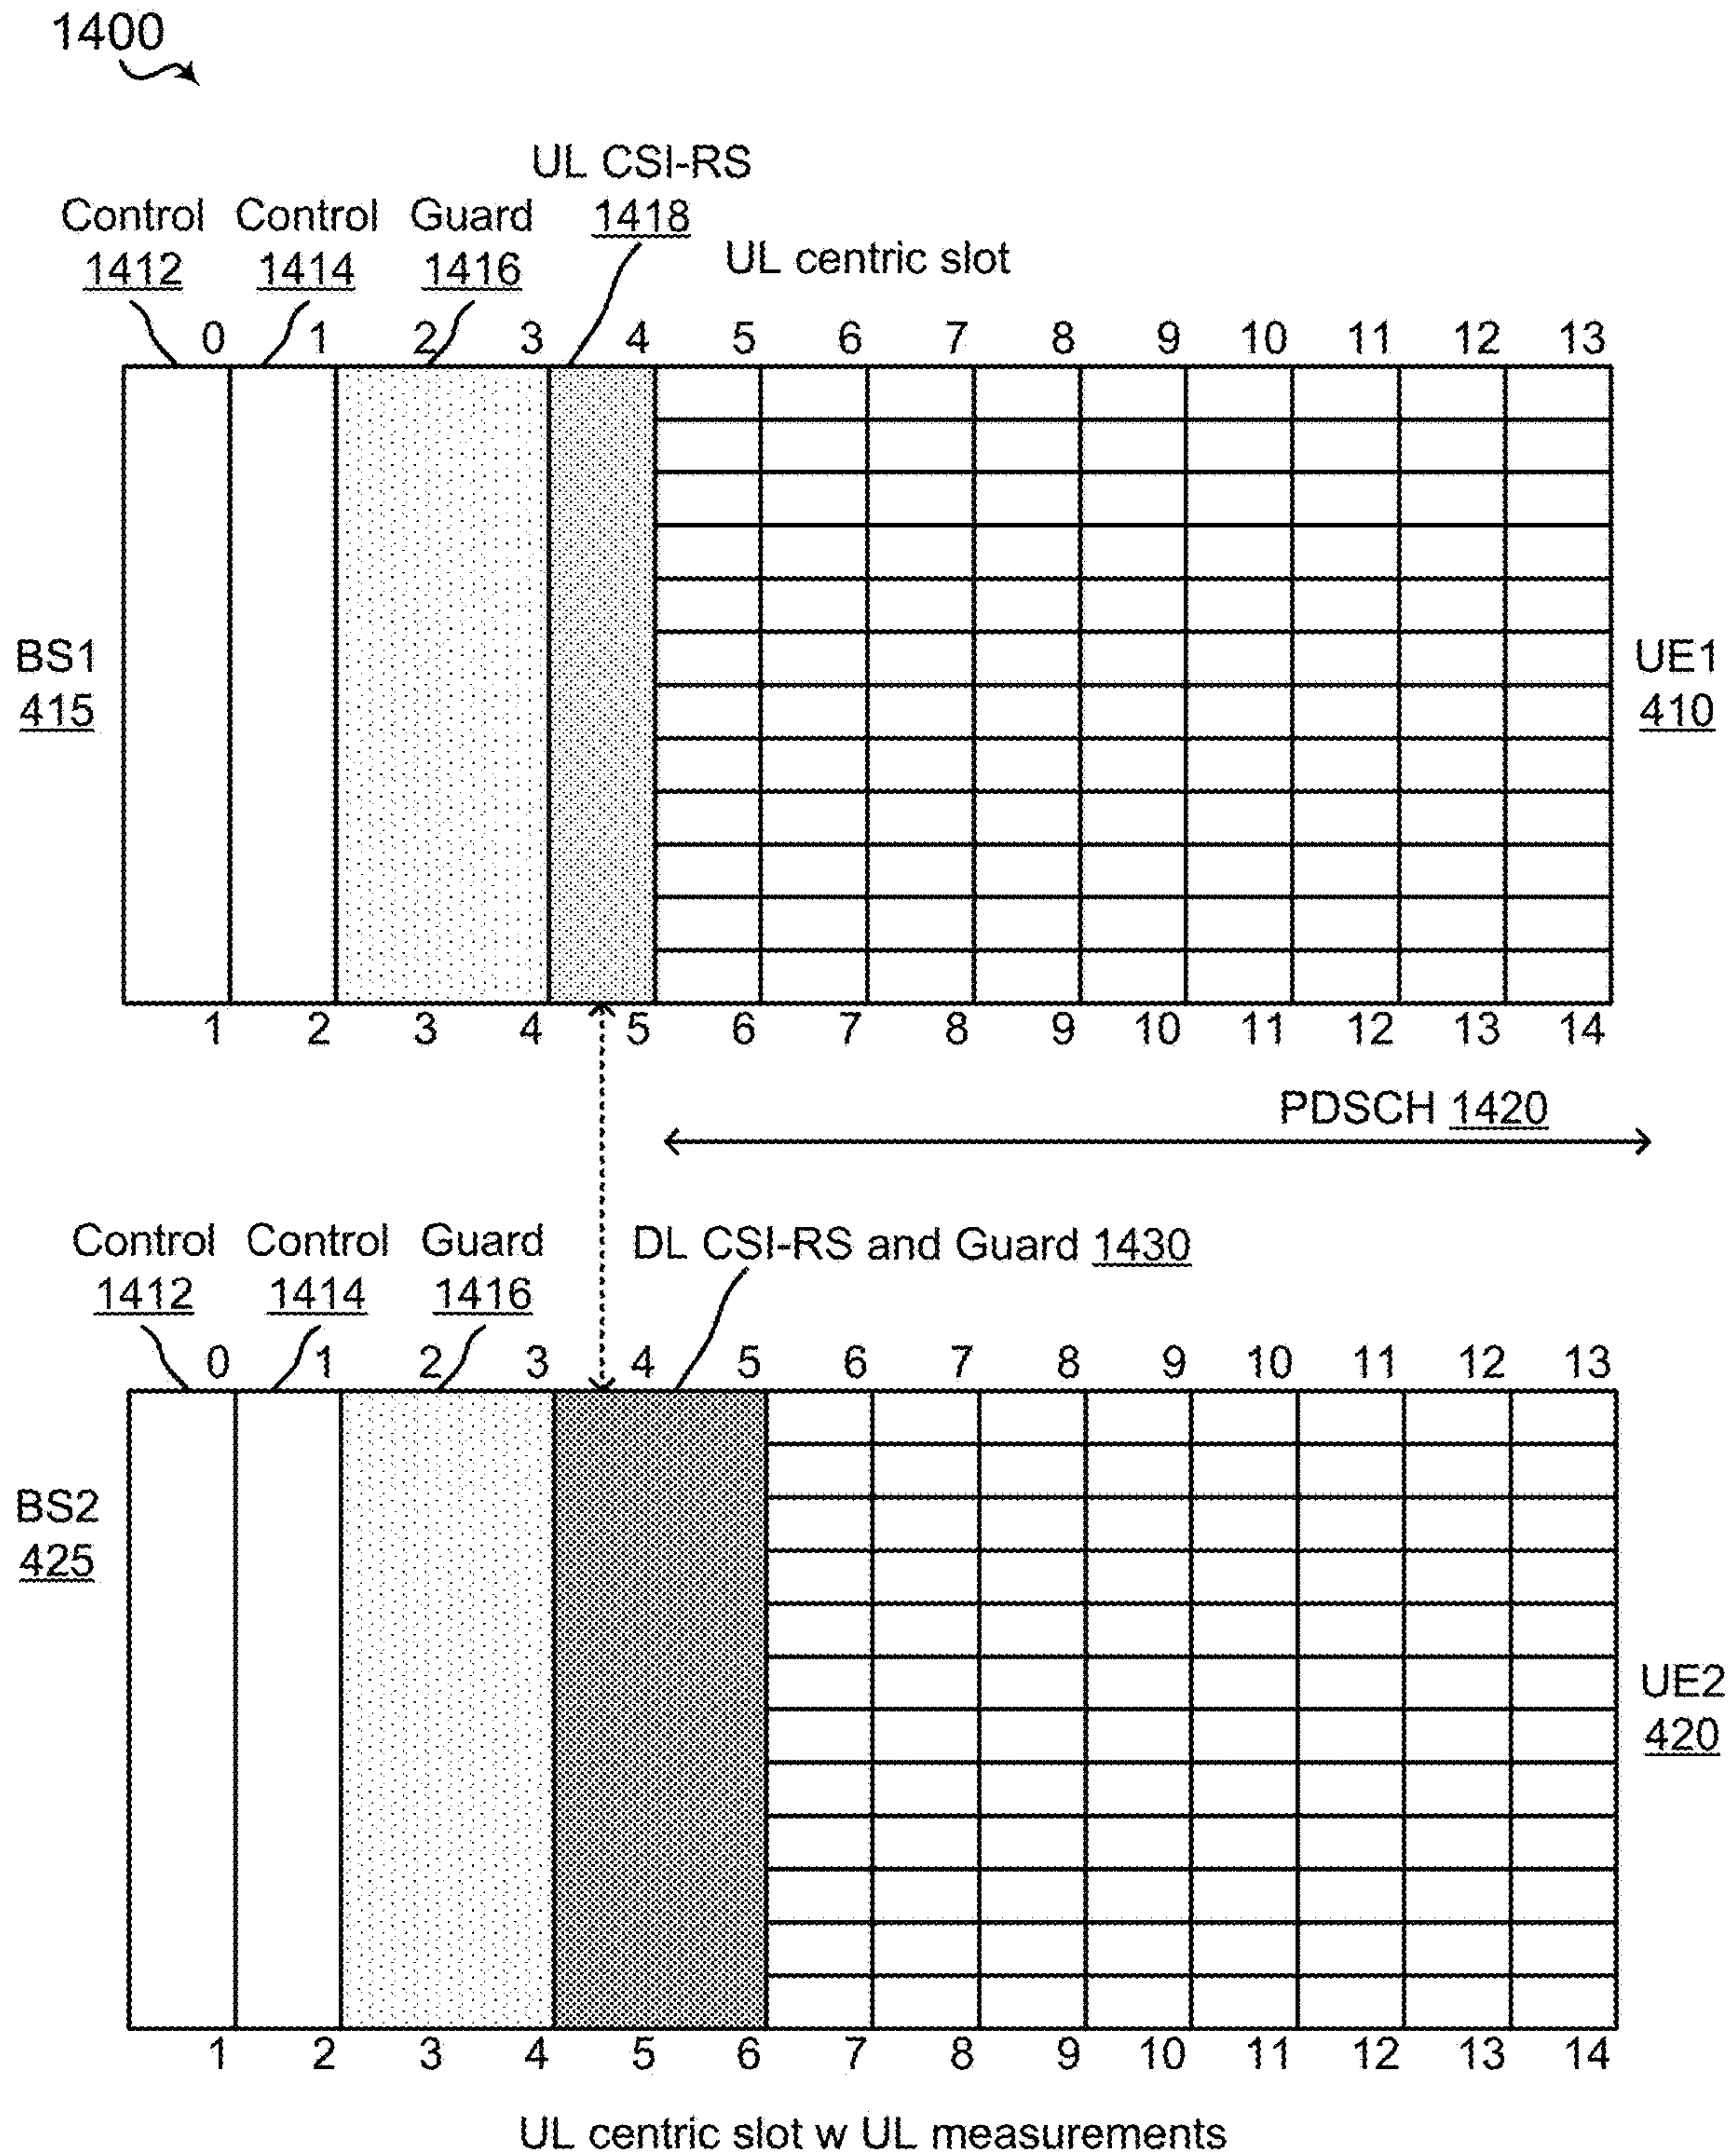 1400
UL CSI-RS
1418
Control Control Guard
1412 1414 1416
UL centric slot
0 1 2 3 4 5 6 7 8 9 10 11 12 13
BS1
415
UE1
410
1 2 3 4 5 6 7 8 9 10 11 12 13 14
PDSCH 1420
Control Control Guard
1412 1414 1416
DL CSI-RS and Guard 1430
0 1 2 3 4 5 6 7 8 9 10 11 12 13
BS2
425
UE2
420
1 2 3 4 5 6 7 8 9 10 11 12 13 14
UL centric slot w UL measurements